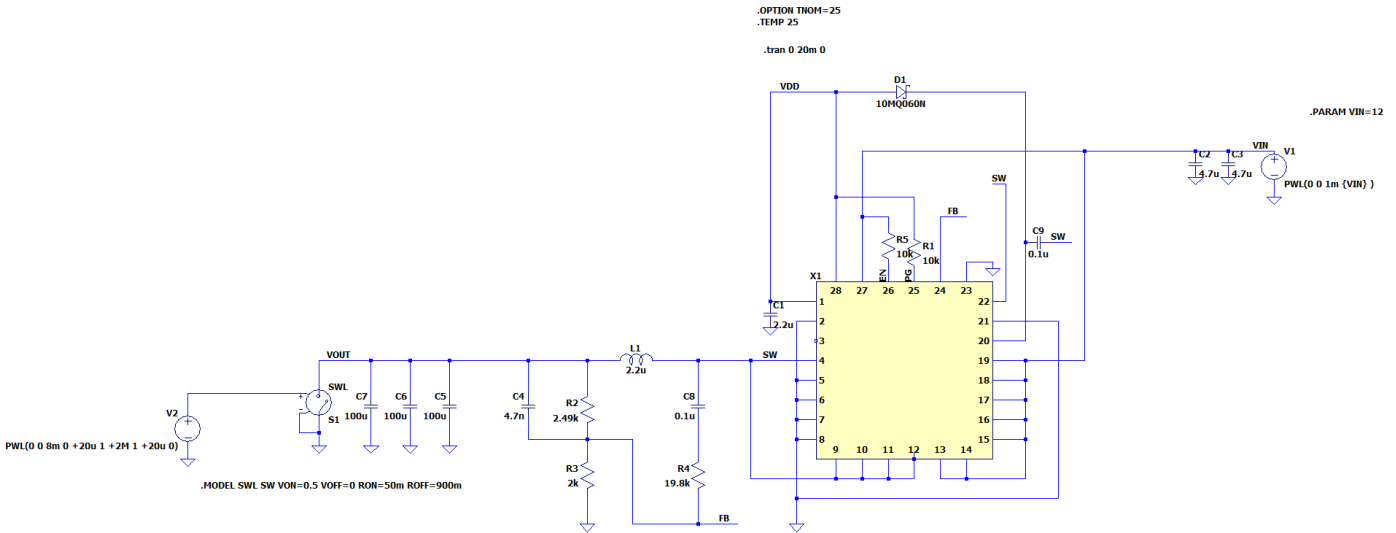 .OPTION TNOM=25
.TEMP 25
.tran 0 20m 0
D1
VDD
10MQ060N
.PARAM VIN=12
VIN
C2
C3
V1
4.7u
4.7u
PWL(0 0 1m {VIN} )
SW
FB
C9
SW
0.1u
R5
R1
10k
10k
EN
PG
X1
28
27
26
25
24
23
1
22
C1
2.2u
2
21
3
20
4
19
5
18
6
17
7
16
8
15
9
10
11
12
13
14
L1
2.2u
VOUT
SW
SWL
S1
C7
100u
C6
100u
C5
100u
C4
4.7n
R2
2.49k
C8
0.1u
V2
PWL(0 0 8m 0 +20u 1 +2M 1 +20u 0)
R3
2k
R4
19.8k
.MODEL SWL SW VON=0.5 VOFF=0 RON=50m ROFF=900m
FB
+
−
+
−
+
−